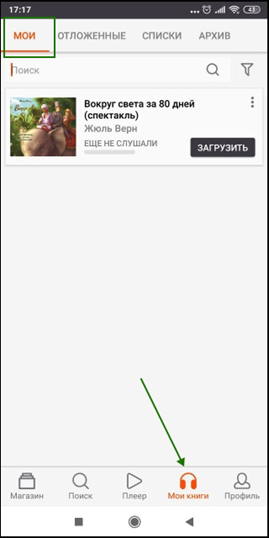 17:17
43
МОИ ОТЛОЖЕННЫЕ СПИСКИ АРХИВ
Поиск
Вокруг света за 80 дней
(спектакль)
Жюль Верн
ЕЩЕ НЕ СЛУШАЛИ
ЗАГРУЗИТЬ
Магазин Поиск Плеер Мои книги Профиль